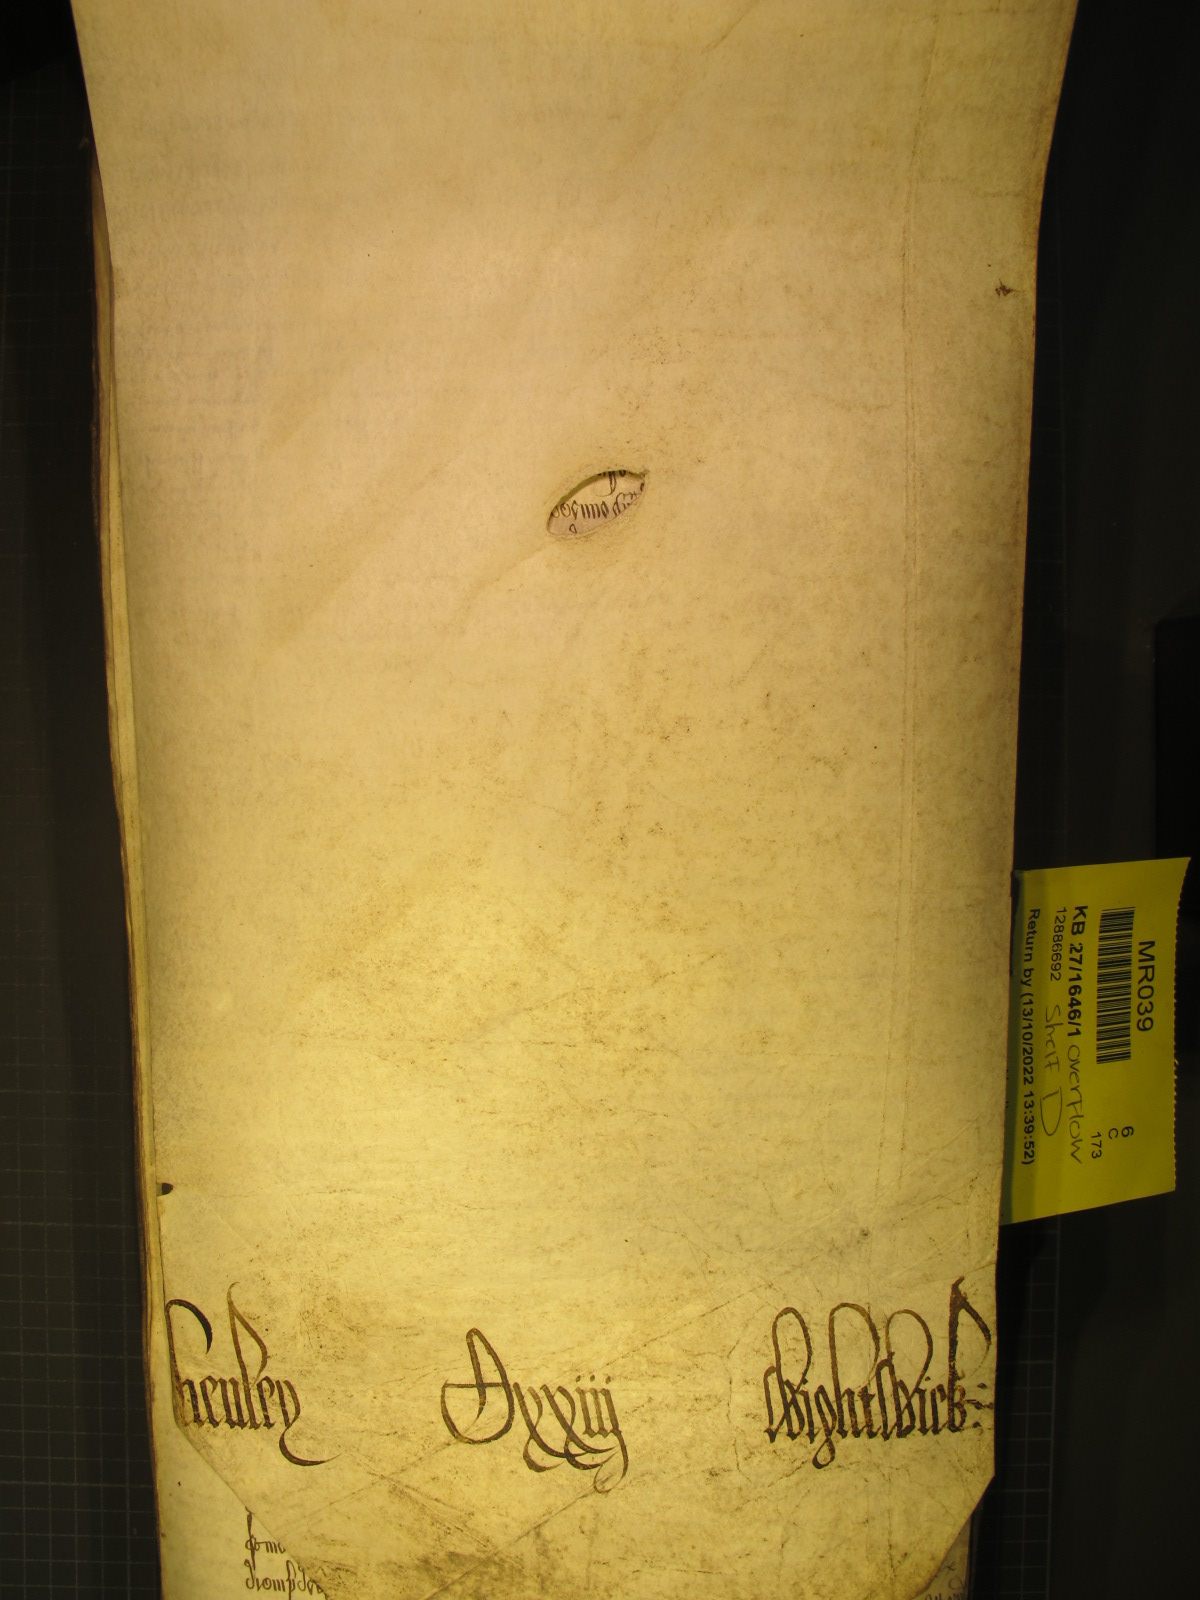 MR039
6
C
173
KB 27/1646/1 overflow
12886692 Shelf D
Return by (13/10/2022 13:39:52)
henley Dxxiij Wightwick